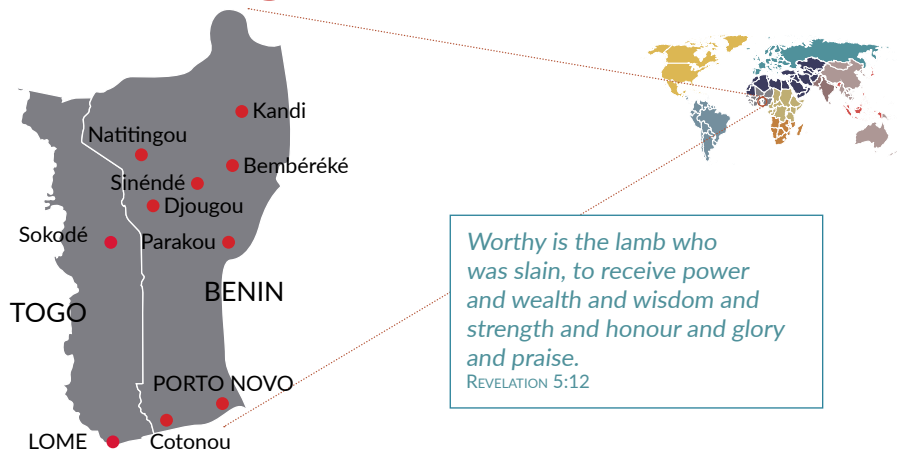 Kandi
Natitingou
Bembéréké
Sinéndé
Djougou
Sokodé
Parakou
BENIN
TOGO
PORTO NOVO
LOME
Cotonou
Worthy is the lamb who
was slain, to receive power
and wealth and wisdom and
strength and honour and glory
and praise.
REVELATION 5:12